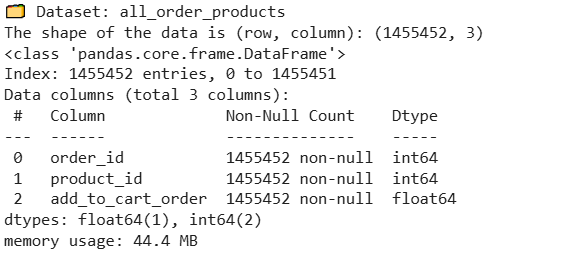 🗂️ Dataset: all_order_products
The shape of the data is (row, column): (1455452, 3)
<class 'pandas.core.frame.DataFrame'>
Index: 1455452 entries, 0 to 1455451
Data columns (total 3 columns):
 #   Column             Non-Null Count    Dtype
---  ------             --------------    -----
 0   order_id           1455452 non-null  int64
 1   product_id         1455452 non-null  int64
 2   add_to_cart_order  1455452 non-null  float64
dtypes: float64(1), int64(2)
memory usage: 44.4 MB